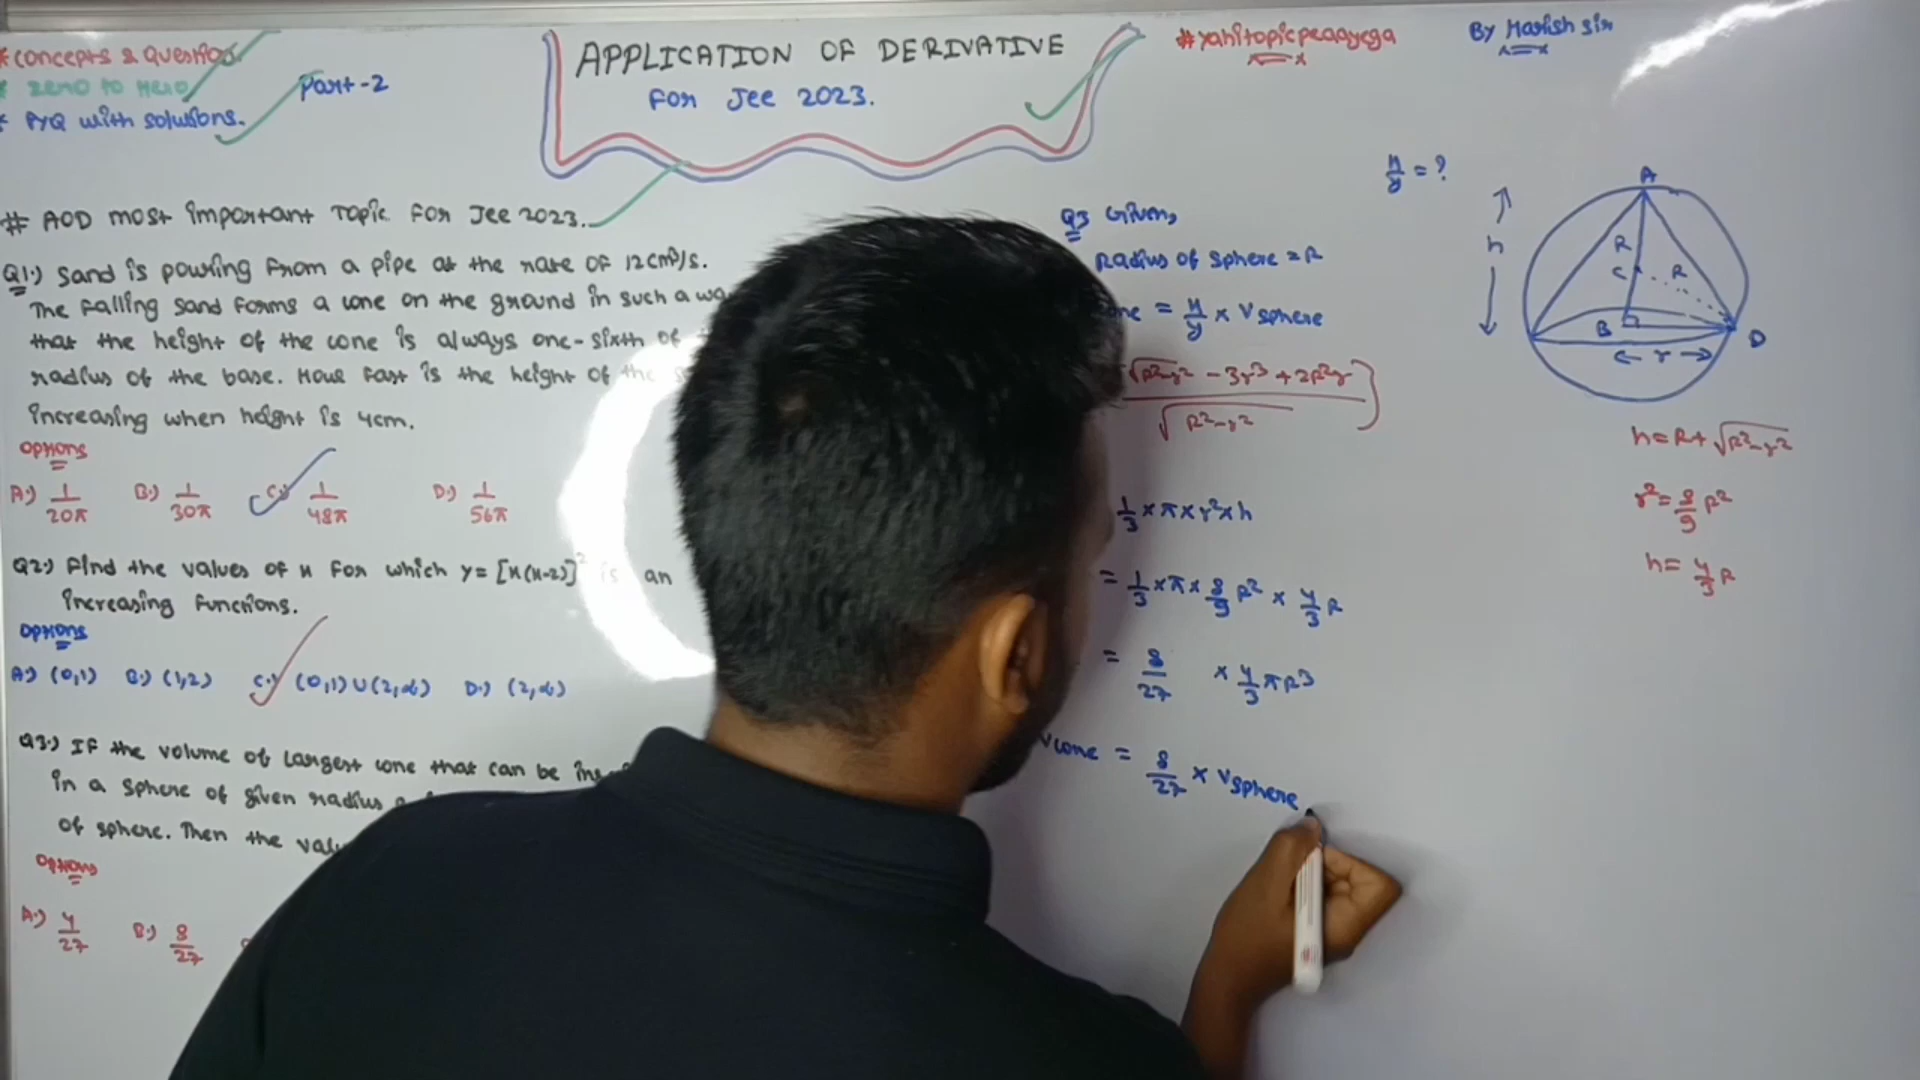 *Concepts & Question
* Zero to Hero
* PYQ with solutions.
Part-2
APPLICATION OF DERIVATIVE
For Jee 2023.
By Harish sir
# AOD most important Topic For Jee 2023.
Q1.) Sand is pouring from a pipe at the rate of 12cm³/s.
The falling sand forms a cone on the ground in such a wa
that the height of the cone is always one-sixth of
radius of the base. How fast is the height of the
increasing when height is 4cm.
Options
A.) 1/20π B.) 1/30π C.) 1/48π D.) 1/56π
Q2.) Find the values of x for which y = [x(x-2)]² is an
increasing functions.
Options
A.) (0,1) B.) (1,2) C.) (0,1)∪(2,∞) D.) (2,∞)
Q3.) If the volume of largest cone that can be ins
in a sphere of given radius
of sphere. Then the val
Options
A.) 4/27 B.) 8/27
x/y = ?
Q3 Given,
Radius of sphere = R
one = x/y × Vsphere
√R²-r² - 3r³ + 2R²r
√R²-r²
1/3 × π × r² × h
= 1/3 × π × 8/9 R² × 4/3 R
= 8/27 × 4/3 πR³
Vcone = 8/27 × Vsphere
A
h
R
C
R
B
D
← r →
h = R + √R²-r²
r² = 8/9 R²
h = 4/3 R